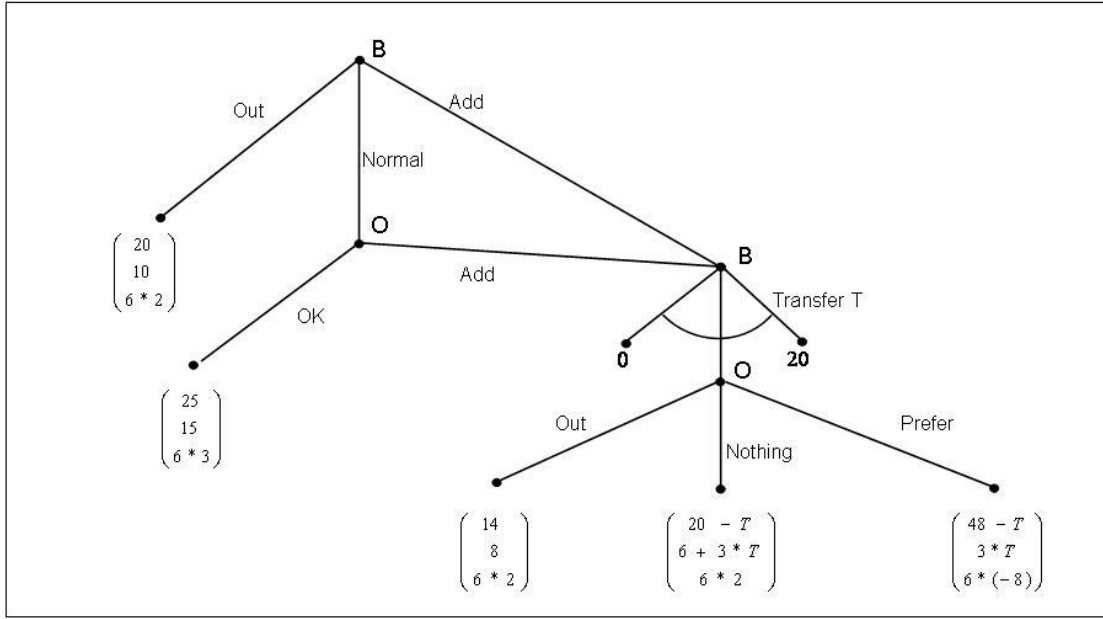 B
Out
Add
Normal
O
20
10
6 * 2
Add
B
OK
Transfer T
0
20
O
25
15
6 * 3
Out
Nothing
Prefer
14
8
6 * 2
20 - T
6 + 3 * T
6 * 2
48 - T
3 * T
6 * (-8)